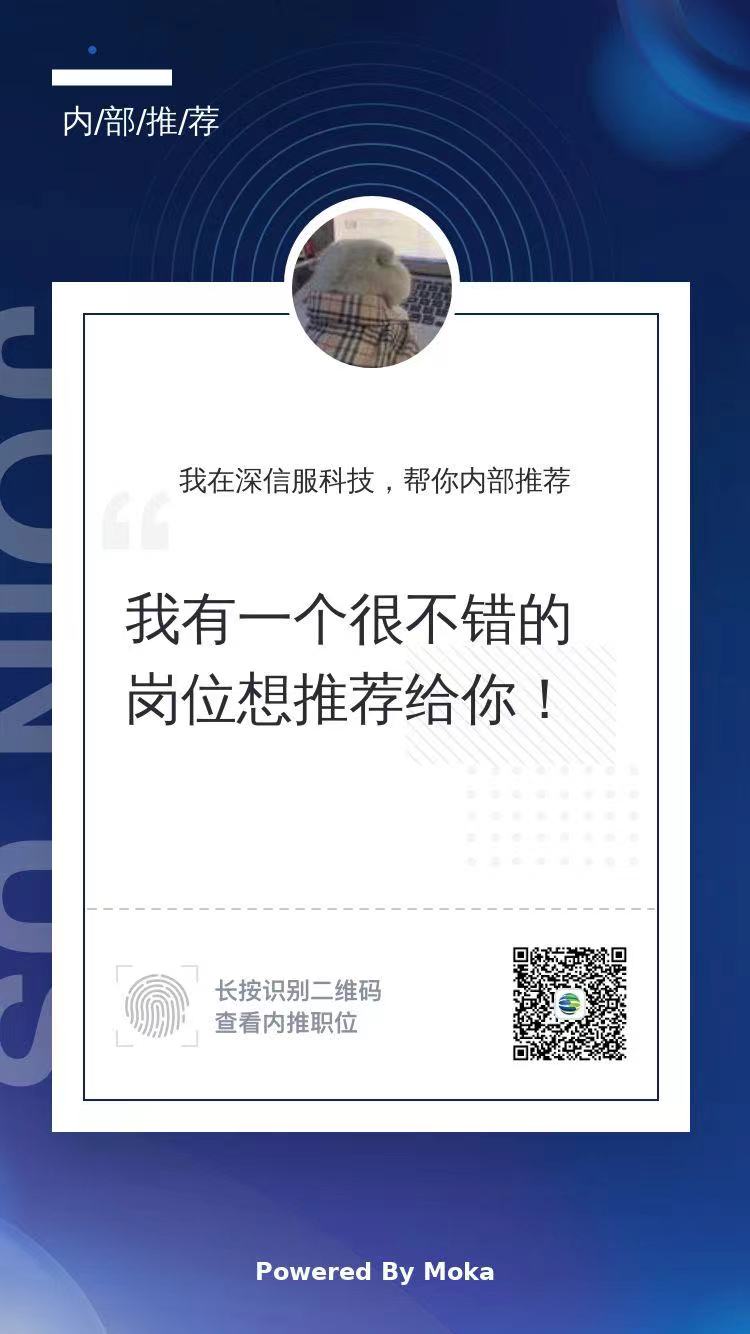 内/部/推/荐
我在深信服科技，帮你内部推荐
我有一个很不错的
岗位想推荐给你！
长按识别二维码
查看内推职位
Powered By Moka